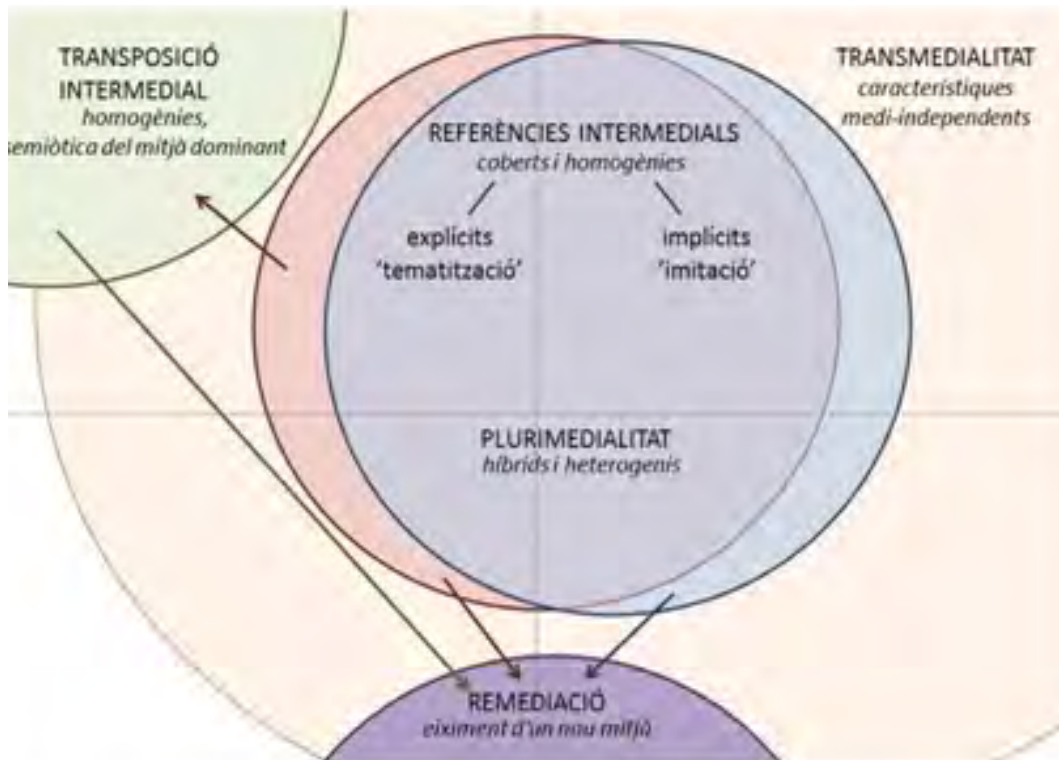 TRANSPOSICIÓ
INTERMEDIAL
homogènies,
semiòtica del mitjà dominant
TRANSMEDIALITAT
característiques
medi-independents
REFERÈNCIES INTERMEDIALS
coberts i homogènies
explícits
'tematització'
implícits
'imitació'
PLURIMEDIALITAT
híbrids i heterogenis
REMEDIACIÓ
eiximent d'un nou mitjà